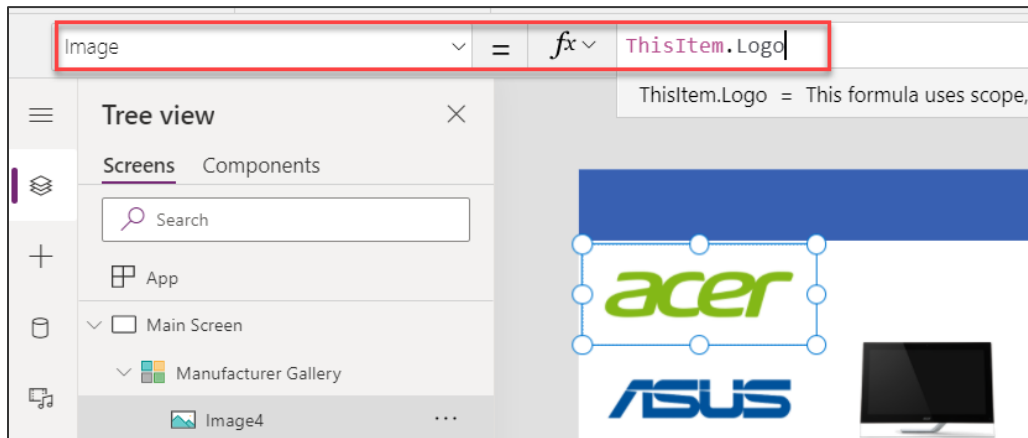 Image = fx ThisItem.Logo
ThisItem.Logo = This formula uses scope,
Tree view
Screens Components
Search
App
Main Screen
Manufacturer Gallery
Image4 ...
acer
ASUS